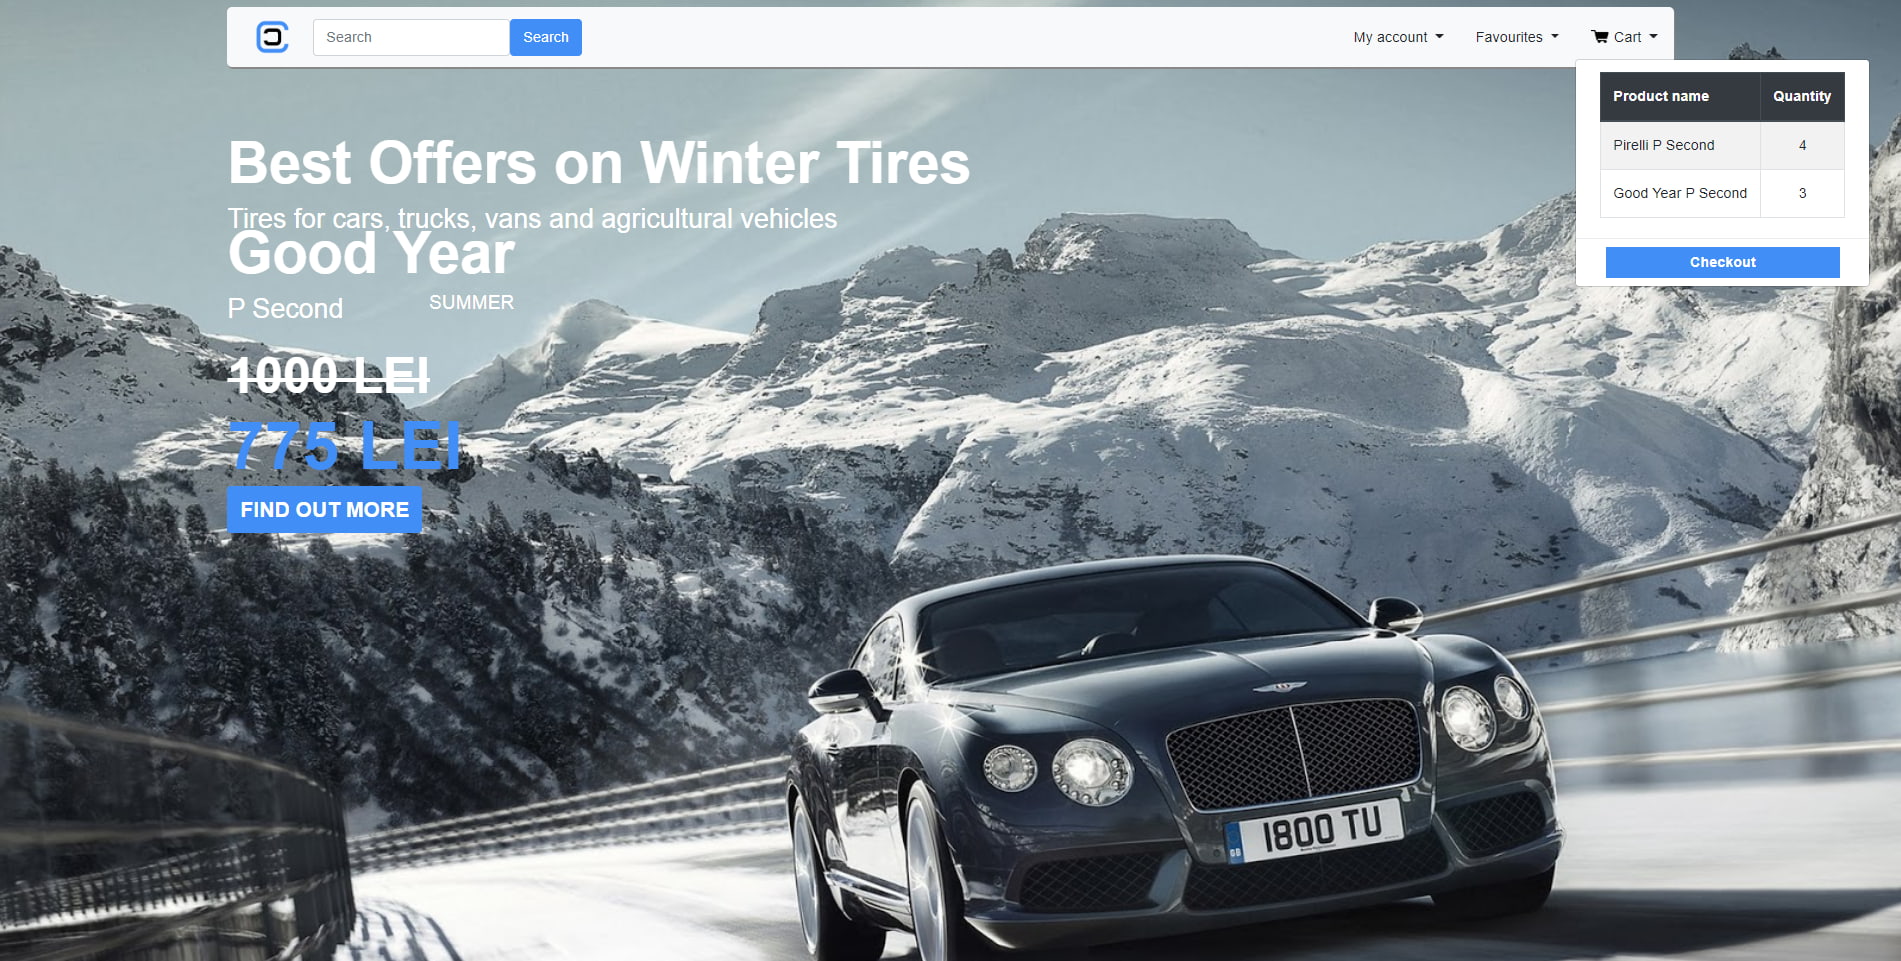 Search
Search
My account
Favourites
Cart
Product name Quantity
Pirelli P Second 4
Good Year P Second 3
Checkout
Best Offers on Winter Tires
Tires for cars, trucks, vans and agricultural vehicles
Good Year
P Second SUMMER
1000 LEI
775 LEI
FIND OUT MORE
1800 TU
GB